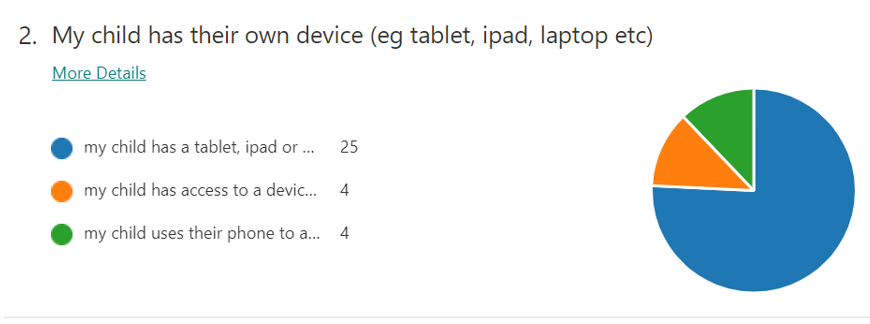 2. My child has their own device (eg tablet, ipad, laptop etc)
More Details
my child has a tablet, ipad or ... 25
my child has access to a devic... 4
my child uses their phone to a... 4